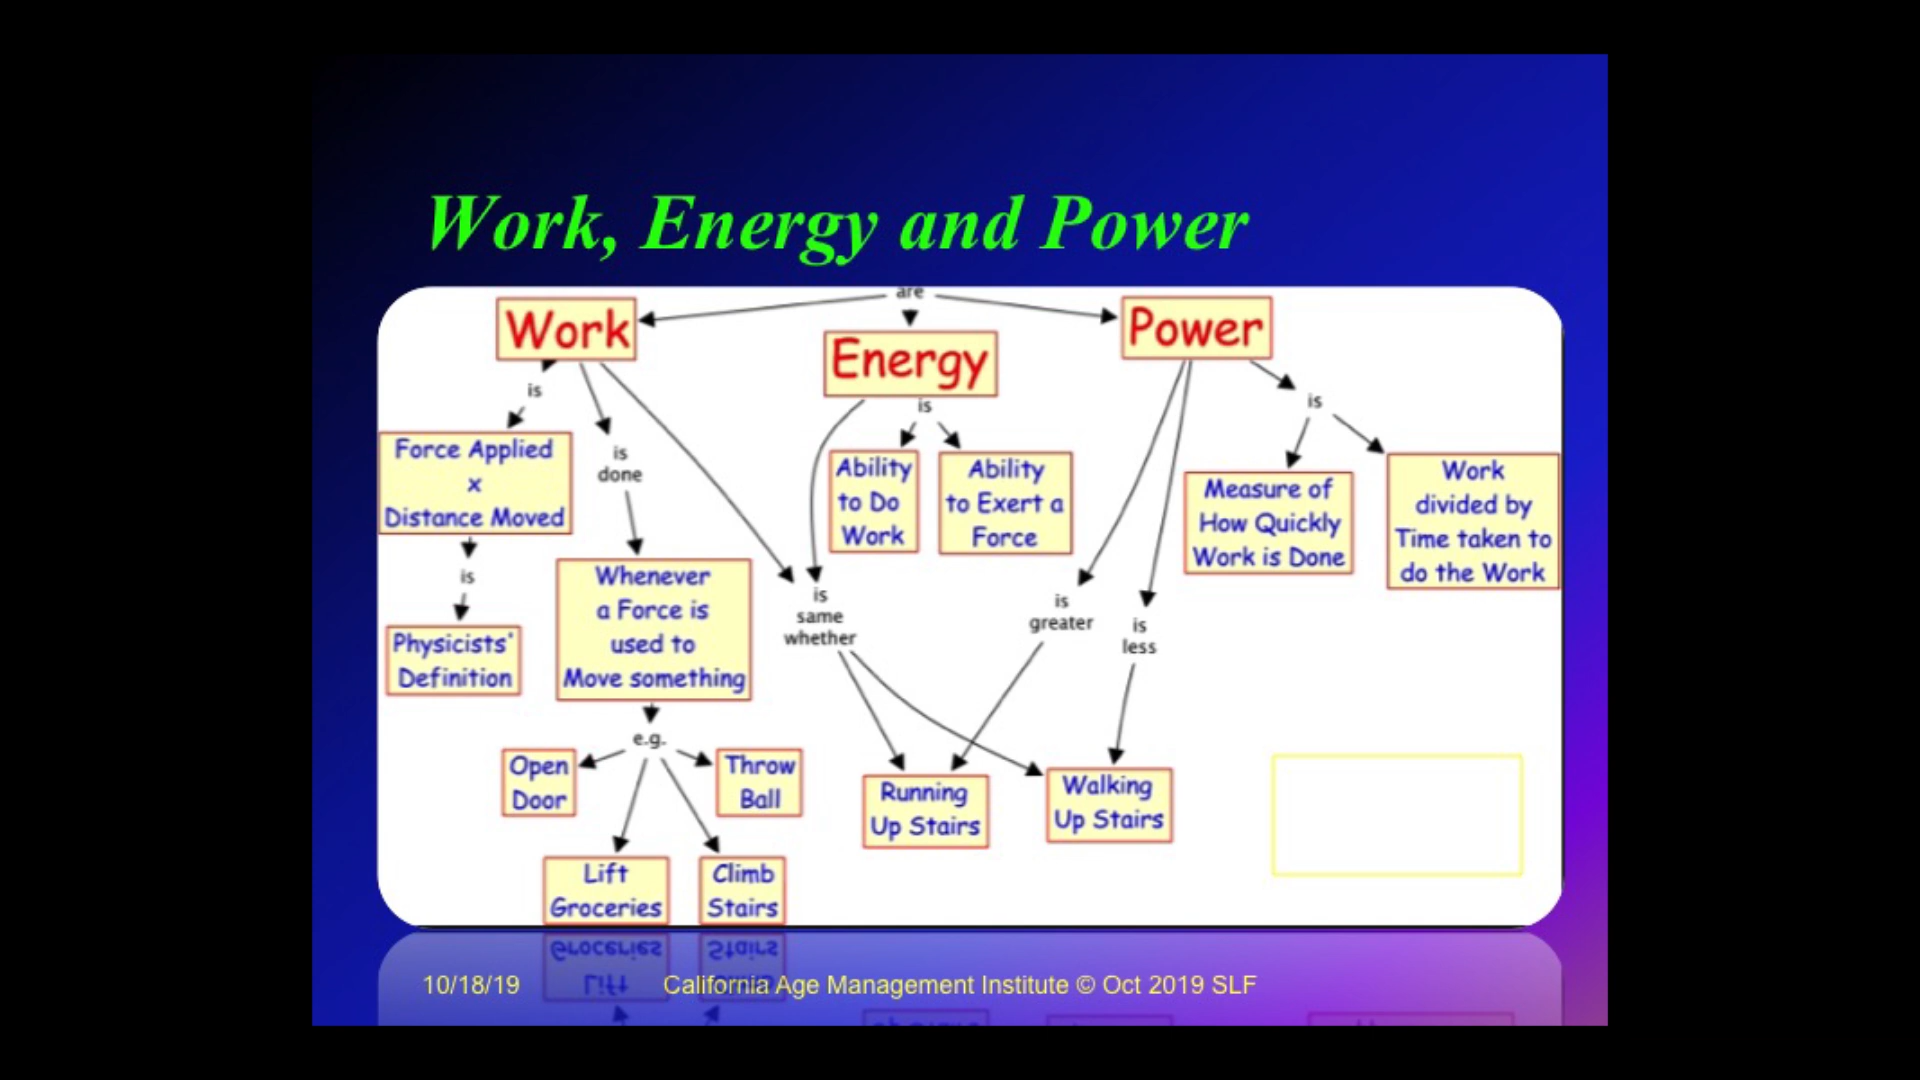 Work, Energy and Power
are
Work
Energy
Power
is
Force Applied
x
Distance Moved
is
Physicists'
Definition
is
done
Whenever
a Force is
used to
Move something
e.g.
Open
Door
Throw
Ball
Lift
Groceries
Climb
Stairs
is
Ability
to Do
Work
Ability
to Exert a
Force
is
same
whether
is
greater
is
less
Running
Up Stairs
Walking
Up Stairs
is
Measure of
How Quickly
Work is Done
Work
divided by
Time taken to
do the Work
10/18/19
California Age Management Institute © Oct 2019 SLF